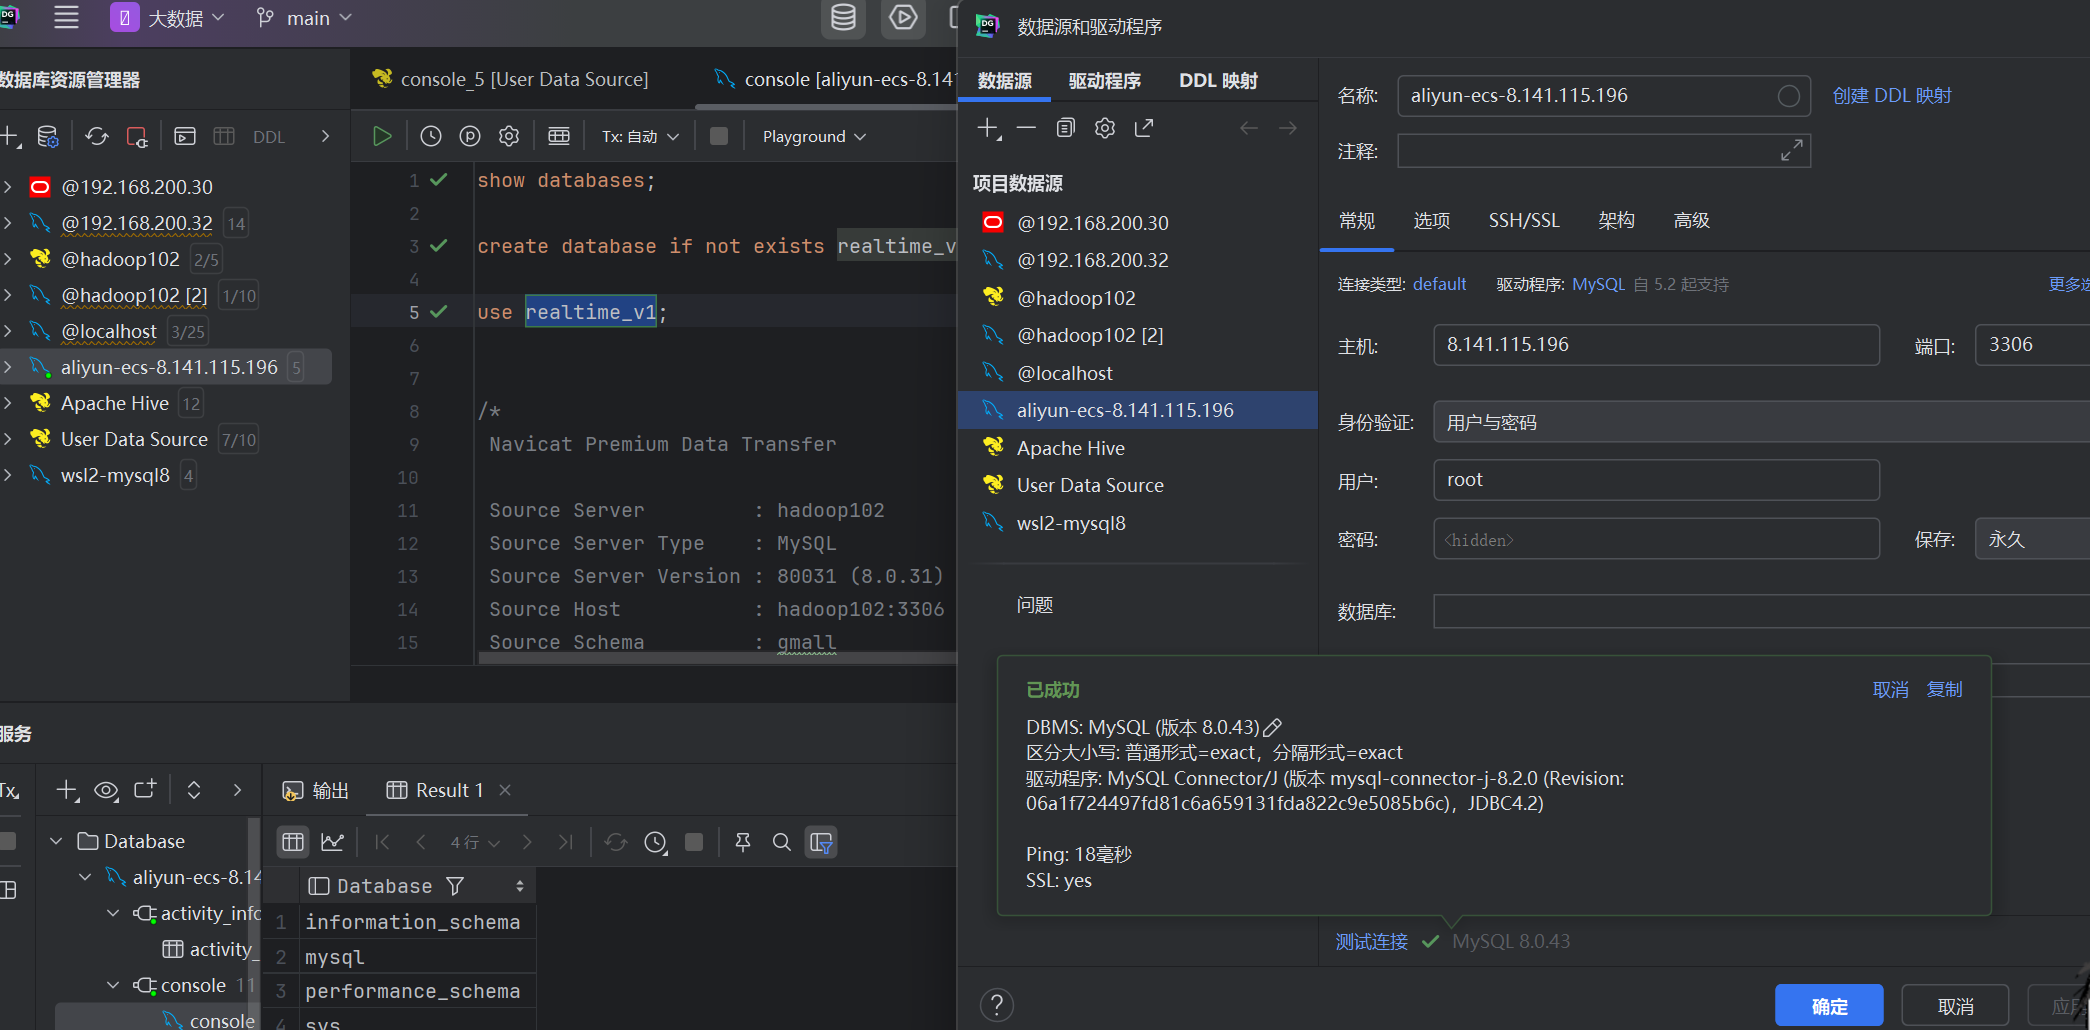 大数据
main
数据库资源管理器
DDL
@192.168.200.30
@192.168.200.32 14
@hadoop102 2/5
@hadoop102 [2] 1/10
@localhost 3/25
aliyun-ecs-8.141.115.196 5
Apache Hive 12
User Data Source 7/10
wsl2-mysql8 4
console_5 [User Data Source]
console [aliyun-ecs-8.141
Tx: 自动
Playground
1 show databases;
2
3 create database if not exists realtime_v
4
5 use realtime_v1;
6
7
8 /*
9 Navicat Premium Data Transfer
10
11 Source Server : hadoop102
12 Source Server Type : MySQL
13 Source Server Version : 80031 (8.0.31)
14 Source Host : hadoop102:3306
15 Source Schema : gmall
服务
Tx
Database
aliyun-ecs-8.14
activity_info
activity_
console 11
console
输出
Result 1
4 行
Database
1 information_schema
2 mysql
3 performance_schema
4 sys
数据源和驱动程序
数据源
驱动程序
DDL 映射
项目数据源
@192.168.200.30
@192.168.200.32
@hadoop102
@hadoop102 [2]
@localhost
aliyun-ecs-8.141.115.196
Apache Hive
User Data Source
wsl2-mysql8
问题
名称: aliyun-ecs-8.141.115.196 创建 DDL 映射
注释:
常规 选项 SSH/SSL 架构 高级
连接类型: default 驱动程序: MySQL 自 5.2 起支持 更多选
主机: 8.141.115.196 端口: 3306
身份验证: 用户与密码
用户: root
密码: <hidden> 保存: 永久
数据库:
已成功 取消 复制
DBMS: MySQL (版本 8.0.43)
区分大小写: 普通形式=exact，分隔形式=exact
驱动程序: MySQL Connector/J (版本 mysql-connector-j-8.2.0 (Revision:
06a1f724497fd81c6a659131fda822c9e5085b6c)，JDBC4.2)
Ping: 18毫秒
SSL: yes
测试连接 MySQL 8.0.43
?
确定 取消 应用